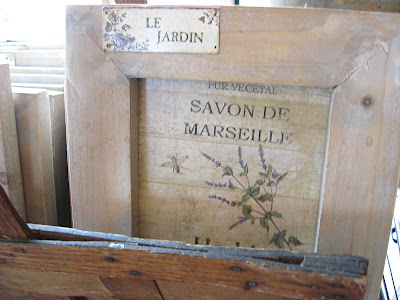 LE
JARDIN
PUR VEGETAL
SAVON DE
MARSEILLE